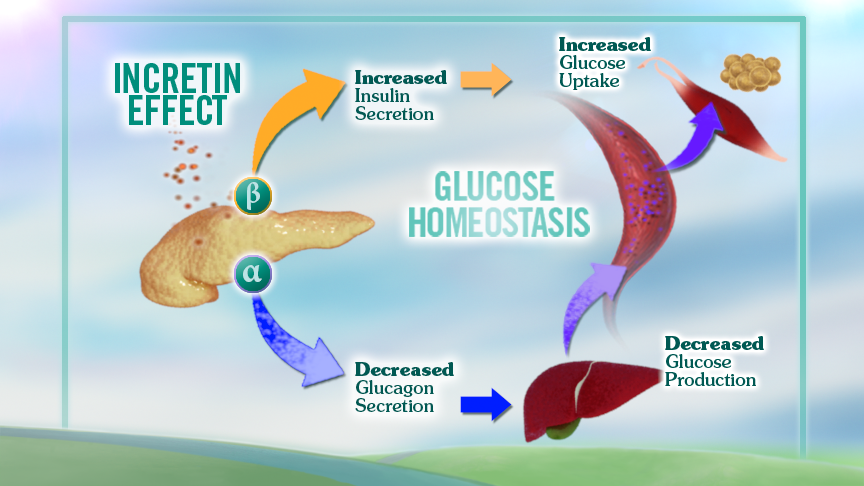 INCRETIN
EFFECT
Increased
Insulin
Secretion
Increased
Glucose
Uptake
β
GLUCOSE
HOMEOSTASIS
α
Decreased
Glucagon
Secretion
Decreased
Glucose
Production